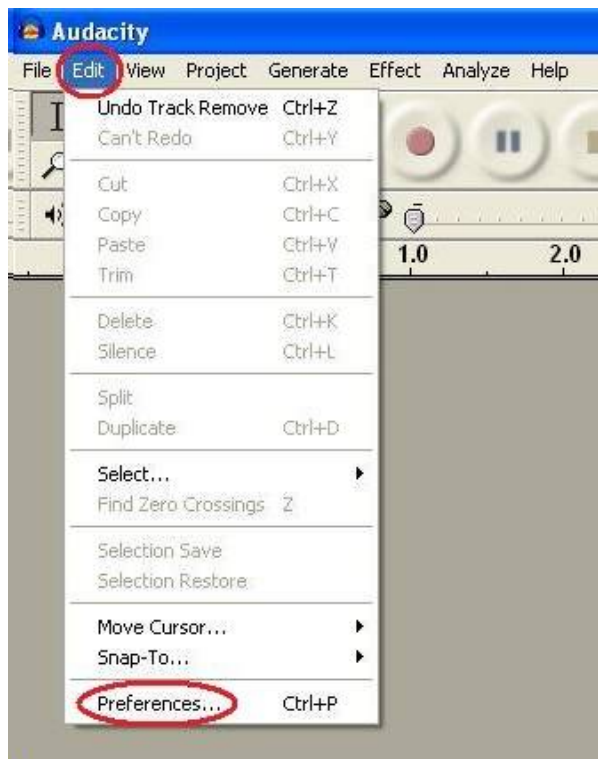 Audacity
File Edit View Project Generate Effect Analyze Help
Undo Track Remove Ctrl+Z
Can't Redo Ctrl+Y
Cut Ctrl+X
Copy Ctrl+C
Paste Ctrl+V
Trim Ctrl+T
Delete Ctrl+K
Silence Ctrl+L
Split
Duplicate Ctrl+D
Select...
Find Zero Crossings Z
Selection Save
Selection Restore
Move Cursor...
Snap-To...
Preferences... Ctrl+P
1.0 2.0